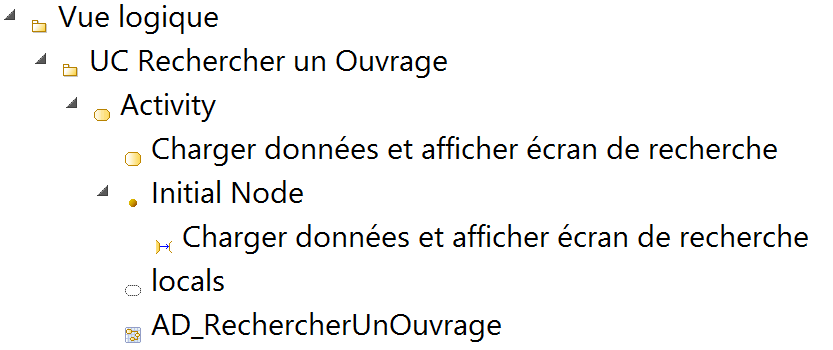 Vue logique
UC Rechercher un Ouvrage
Activity
Charger données et afficher écran de recherche
Initial Node
Charger données et afficher écran de recherche
locals
AD_RechercherUnOuvrage